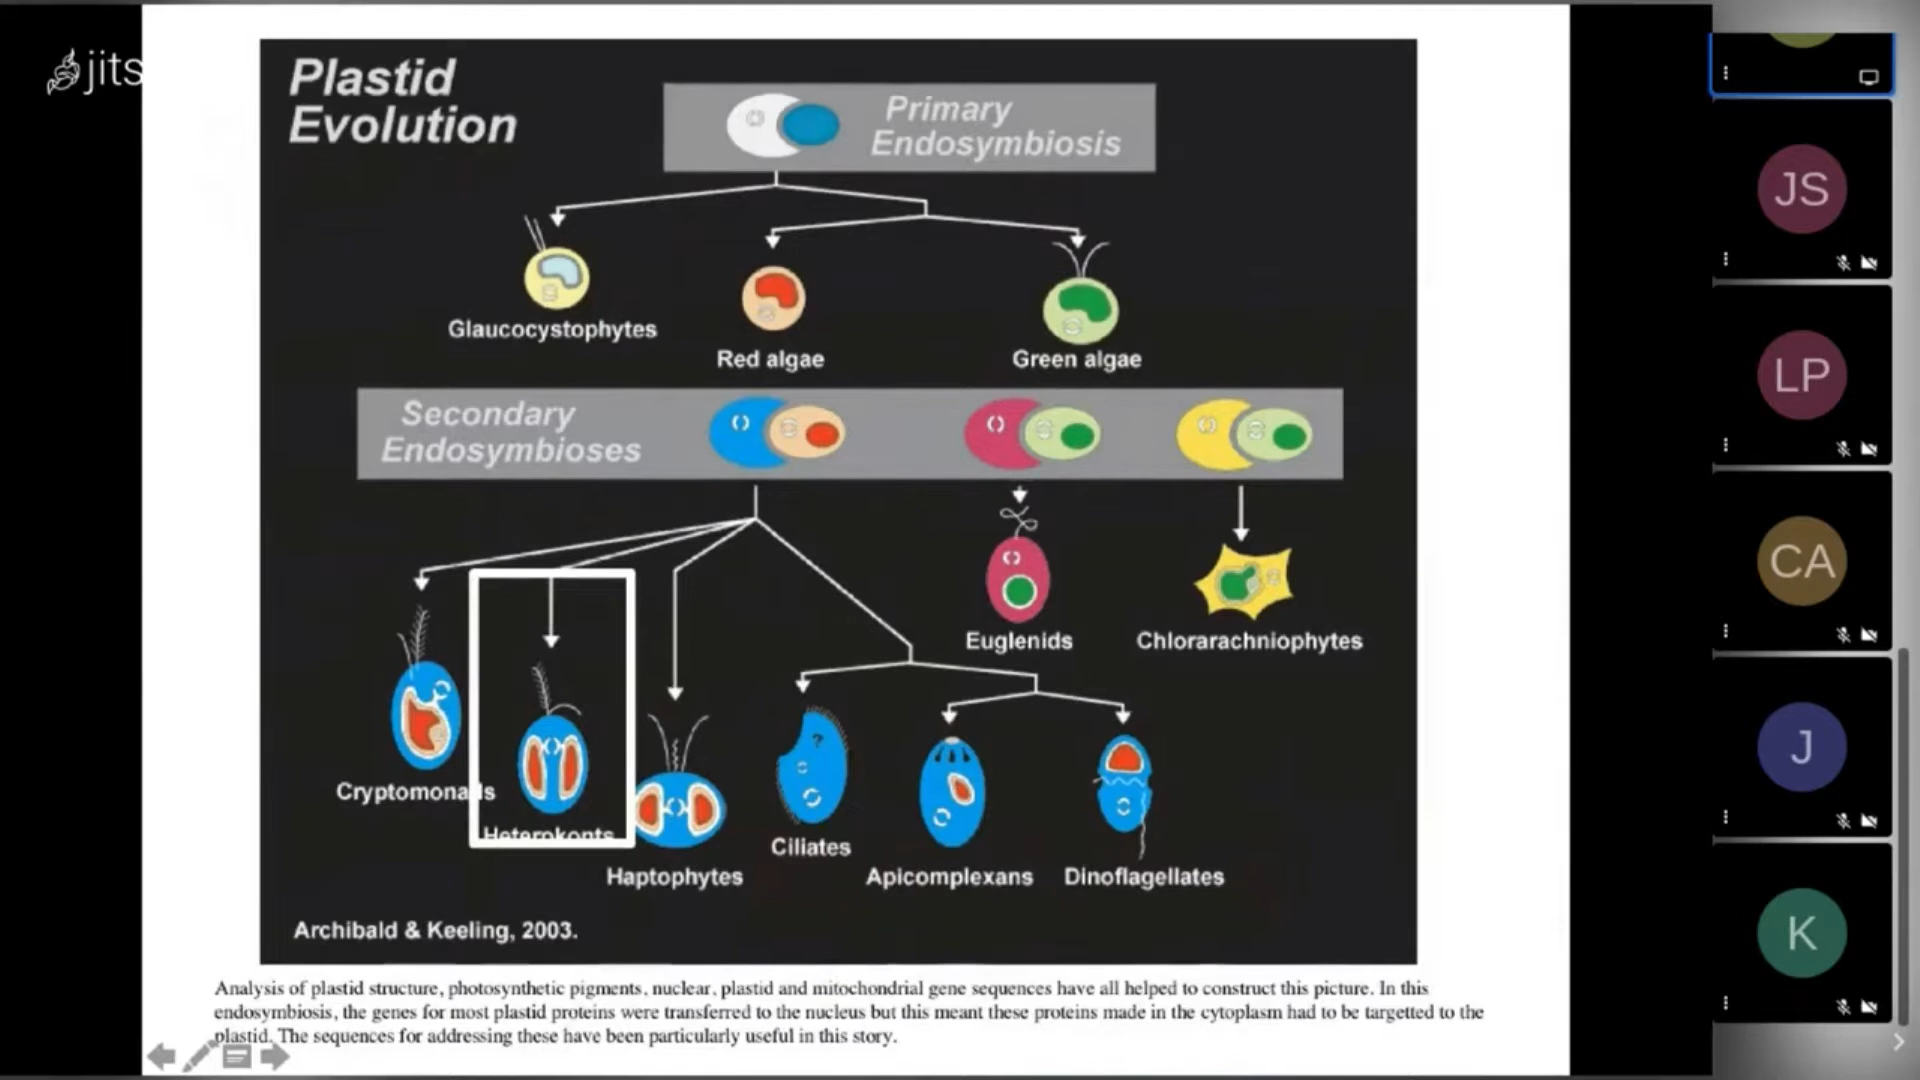 jits
Plastid
Evolution
Primary
Endosymbiosis
Glaucocystophytes
Red algae
Green algae
Secondary
Endosymbioses
Euglenids
Chlorarachniophytes
Cryptomonads
Heterokonts
?
Haptophytes
Ciliates
Apicomplexans
Dinoflagellates
Archibald & Keeling, 2003.
Analysis of plastid structure, photosynthetic pigments, nuclear, plastid and mitochondrial gene sequences have all helped to construct this picture. In this
endosymbiosis, the genes for most plastid proteins were transferred to the nucleus but this meant these proteins made in the cytoplasm had to be targetted to the
plastid. The sequences for addressing these have been particularly useful in this story.
JS
LP
CA
J
K